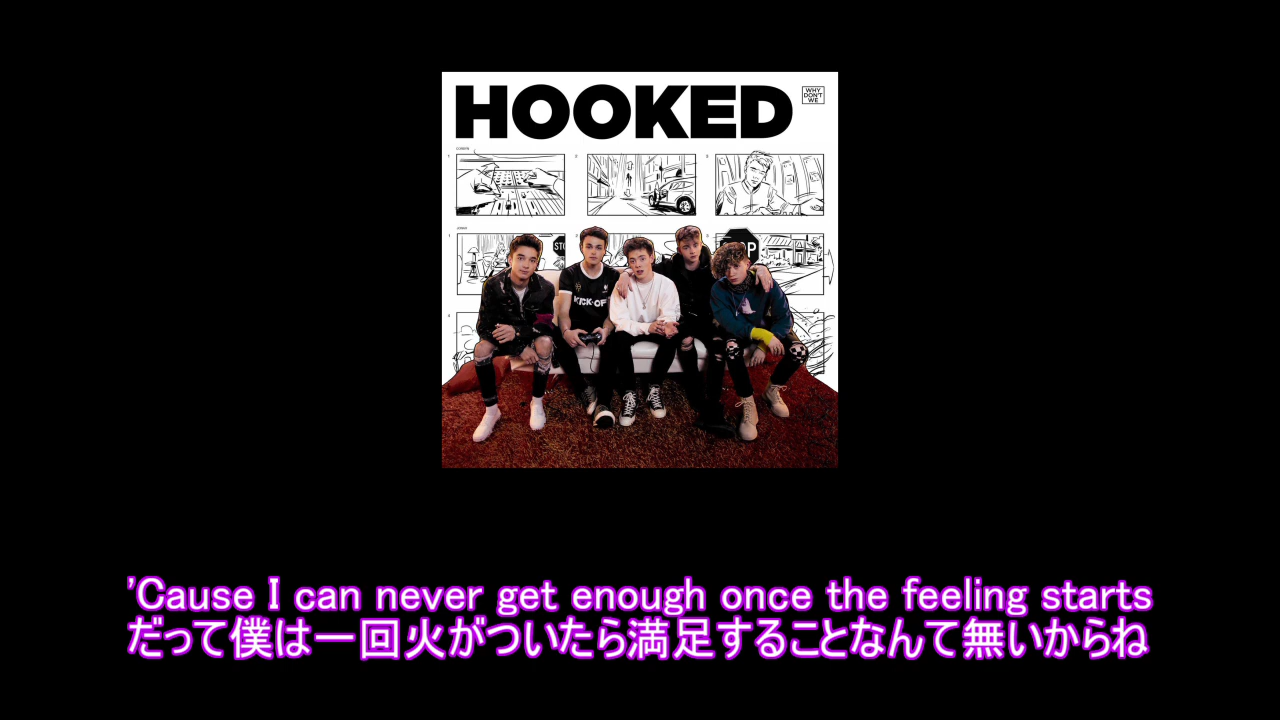 HOOKED
WHY
DON'T
WE
STO
KICK-OFF
OP
'Cause I can never get enough once the feeling starts
だって僕は一回火がついたら満足することなんて無いからね